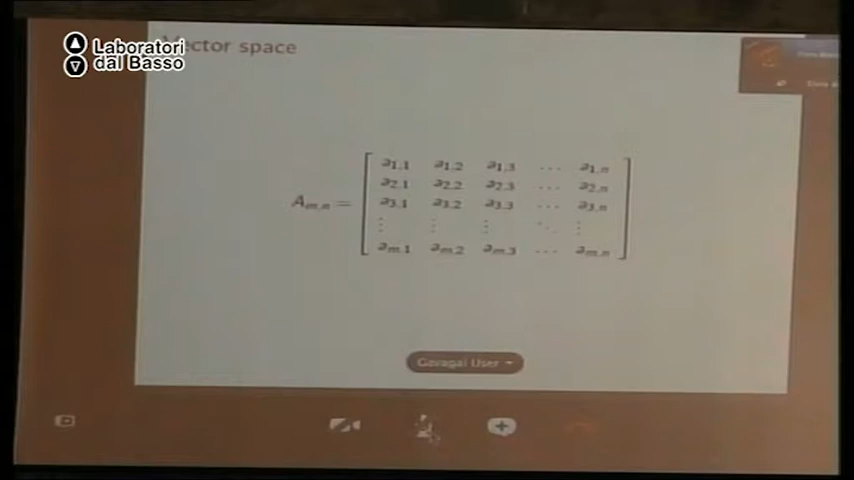 Laboratori
dal Basso
Vector space
A_{m,n} =
a_{1,1} a_{1,2} a_{1,3} ⋯ a_{1,n}
a_{2,1} a_{2,2} a_{2,3} ⋯ a_{2,n}
a_{3,1} a_{3,2} a_{3,3} ⋯ a_{3,n}
⋮ ⋮ ⋮ ⋱ ⋮
a_{m,1} a_{m,2} a_{m,3} ⋯ a_{m,n}
Gavagai User